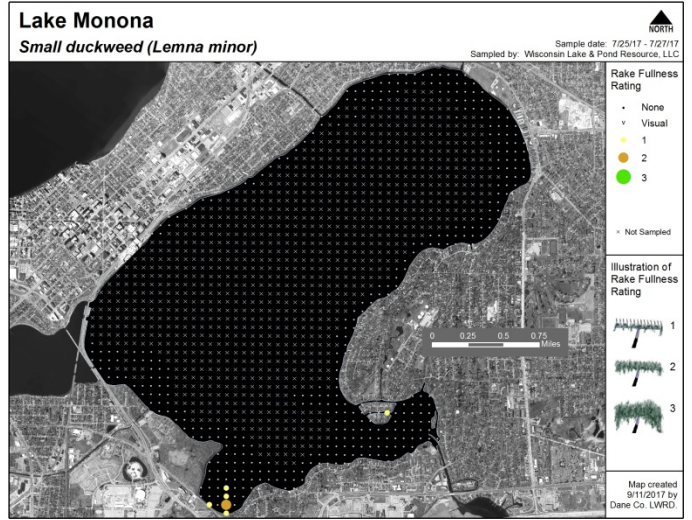 Lake Monona
Small duckweed (Lemna minor)
NORTH
Sample date: 7/25/17 - 7/27/17
Sampled by: Wisconsin Lake & Pond Resource, LLC
Rake Fullness
Rating
None
v Visual
1
2
3
× Not Sampled
Illustration of
Rake Fullness
Rating
1
2
3
0 0.25 0.5 0.75
Miles
Map created
9/11/2017 by
Dane Co. LWRD.